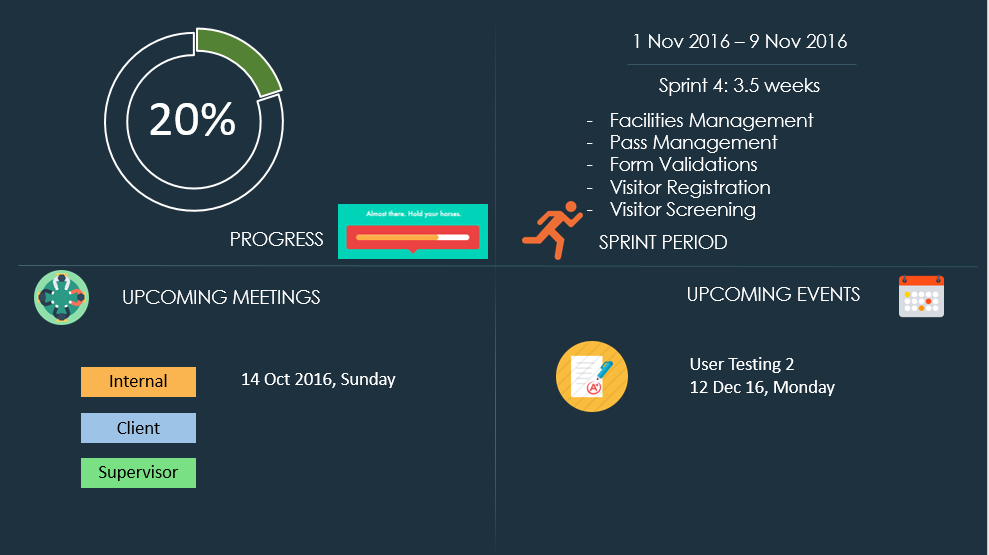 20%
Almost there. Hold your horses.
PROGRESS
1 Nov 2016 – 9 Nov 2016
Sprint 4: 3.5 weeks
- Facilities Management
- Pass Management
- Form Validations
- Visitor Registration
- Visitor Screening
SPRINT PERIOD
UPCOMING MEETINGS
Internal 14 Oct 2016, Sunday
Client
Supervisor
UPCOMING EVENTS
A+
User Testing 2
12 Dec 16, Monday